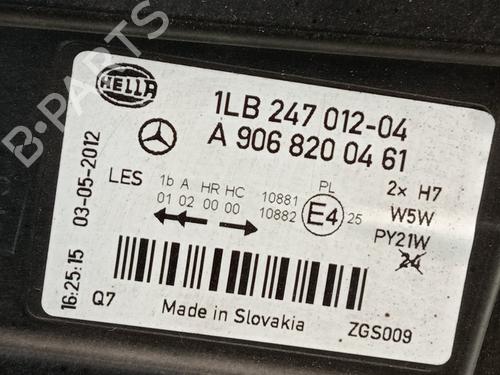 B-PARTS
HELLA
1LB 247 012-04
A 906 820 04 61
LES
1b A HR HC
01 02 00 00
10881
10882
PL
E4 25
2x H7
W5W
PY21W
24
03-05-2012
16:25:15
Q7
Made in Slovakia
ZGS009